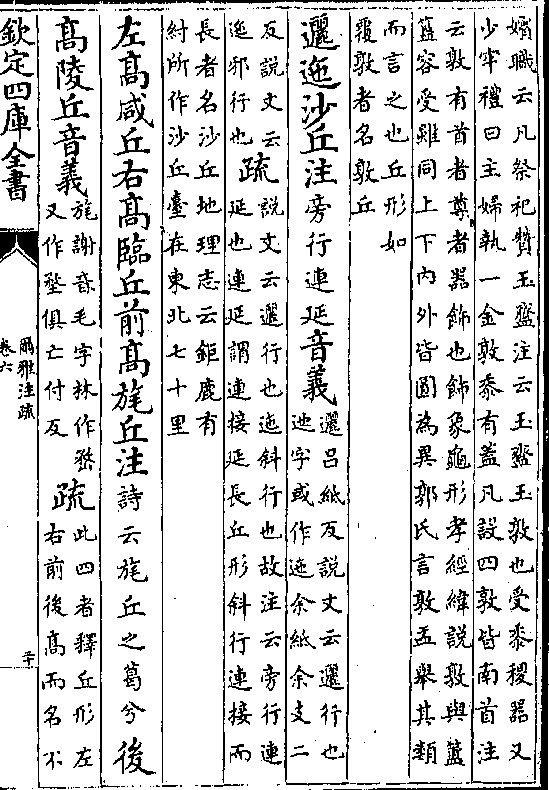 嬪職云凡祭祀贊玉齍注云玉齍玉敦也受黍稷器又
少牢禮曰主婦執一金敦黍有蓋凡設四敦皆南首注
云敦有首者尊者器飾也飾象龜形孝經緯說敦與簠
簋容受雖同上下內外皆圓為異郭氏言敦盂舉其類
而言之也丘形如
覆敦者名敦丘
邐迤沙丘注旁行連延音義邐呂紙反說文云邐行也
迆字或作迤余紙余支二
反說文云
迤邪行也疏說文云邐行也迤斜行也故注云旁行連
延也連延謂連接延長丘形斜行連接而
長者名沙丘地理志云鉅鹿有
紂所作沙丘臺在東北七十里
左高咸丘右高臨丘前高旄丘注詩云旄丘之葛兮後
高陵丘音義旄謝音毛字林作堥
又作嵍俱亡付反疏此四者釋丘形左
右前後高而名不
欽定四庫全書
爾雅注疏
卷六
二十